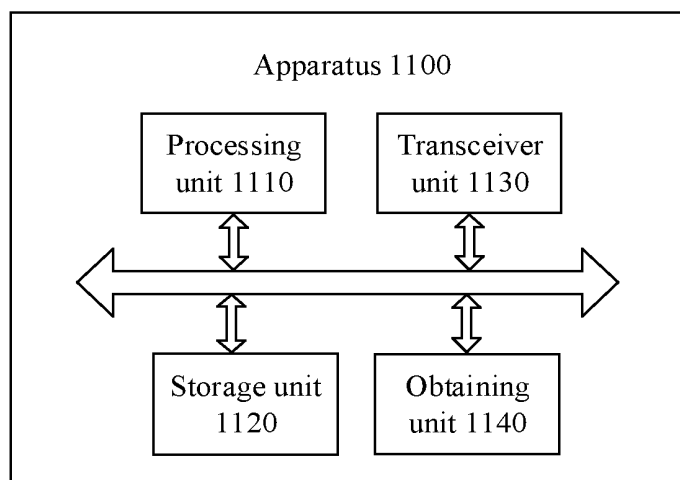 Apparatus 1100
Processing
unit 1110
Transceiver
unit 1130
Storage unit
1120
Obtaining
unit 1140